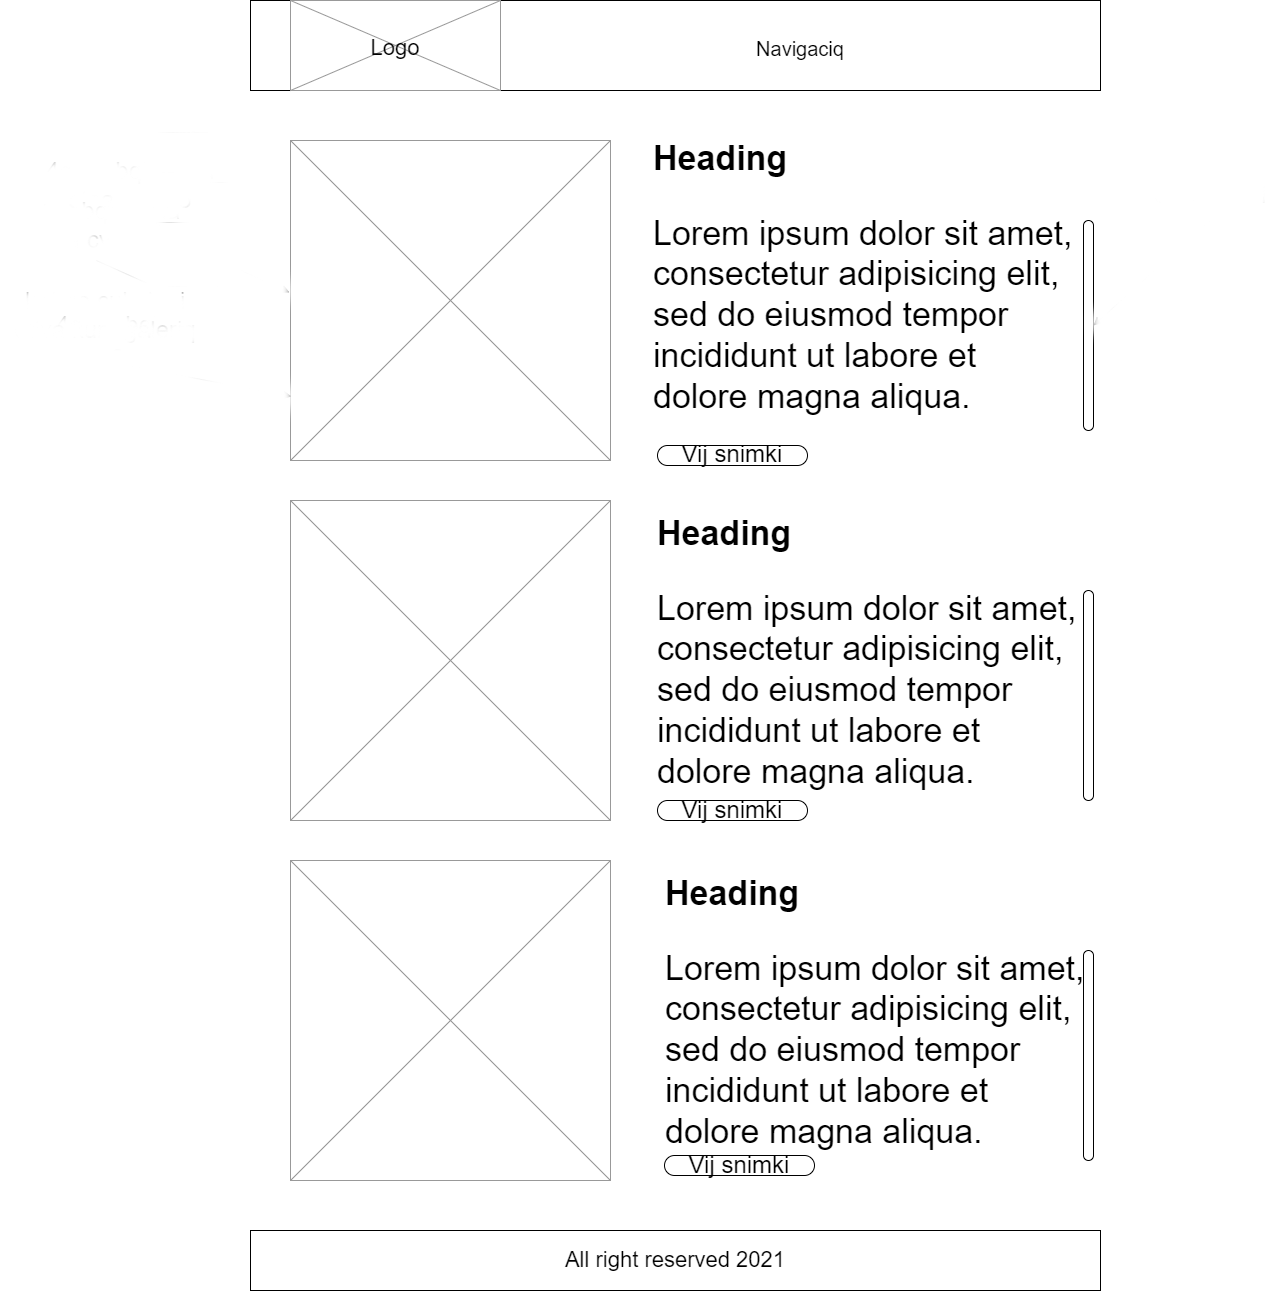 Logo
Navigaciq
Heading
Lorem ipsum dolor sit amet,
consectetur adipisicing elit,
sed do eiusmod tempor
incididunt ut labore et
dolore magna aliqua.
Vij snimki
Heading
Lorem ipsum dolor sit amet,
consectetur adipisicing elit,
sed do eiusmod tempor
incididunt ut labore et
dolore magna aliqua.
Vij snimki
Heading
Lorem ipsum dolor sit amet,
consectetur adipisicing elit,
sed do eiusmod tempor
incididunt ut labore et
dolore magna aliqua.
Vij snimki
All right reserved 2021